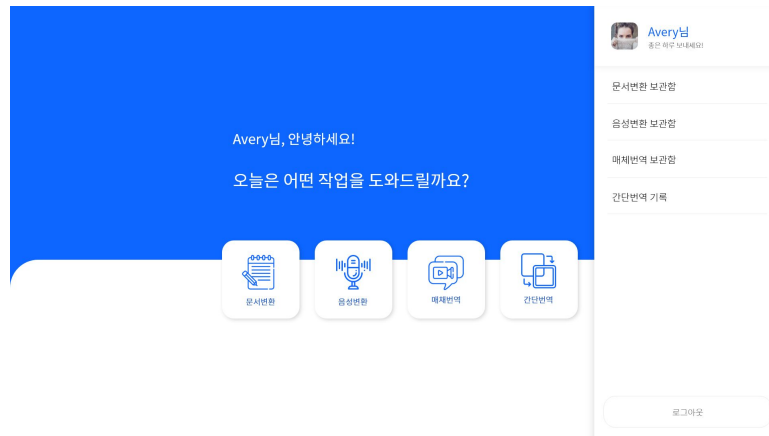 Avery님, 안녕하세요!
오늘은 어떤 작업을 도와드릴까요?
문서변환
음성변환
매체번역
간단번역
Avery님
좋은 하루 보내세요!
문서변환 보관함
음성변환 보관함
매체번역 보관함
간단번역 기록
로그아웃